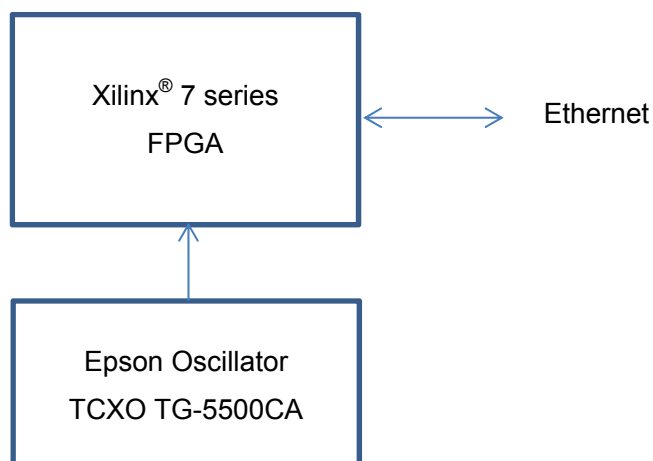 Xilinx® 7 series
FPGA
Ethernet
Epson Oscillator
TCXO TG-5500CA